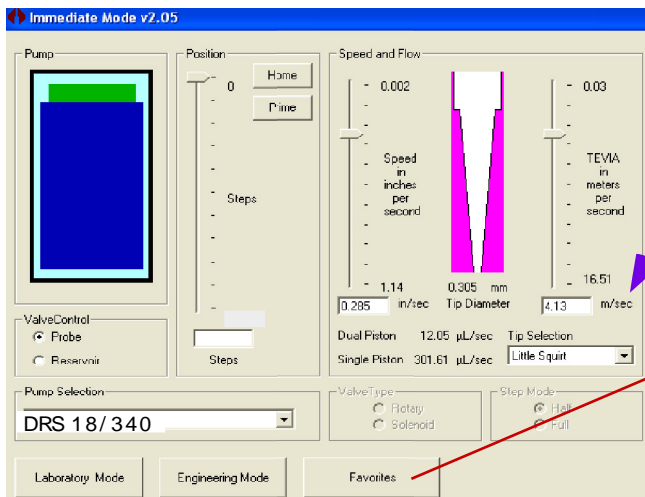 Immediate Mode v2.05
Pump
Position
0
Home
Prime
Steps
Steps
Speed and Flow
0.002
Speed
in
inches
per
second
1.14
0.285 in/sec
0.305 mm
Tip Diameter
0.03
TEVIA
in
meters
per
second
16.51
4.13 m/sec
Dual Piston 12.05 µL/sec
Single Piston 301.61 µL/sec
Tip Selection
Little Squirt
ValveControl
Probe
Reservoir
Pump Selection
DRS 18/340
ValveType
Rotary
Solenoid
Step Mode
Half
Full
Laboratory Mode
Engineering Mode
Favorites